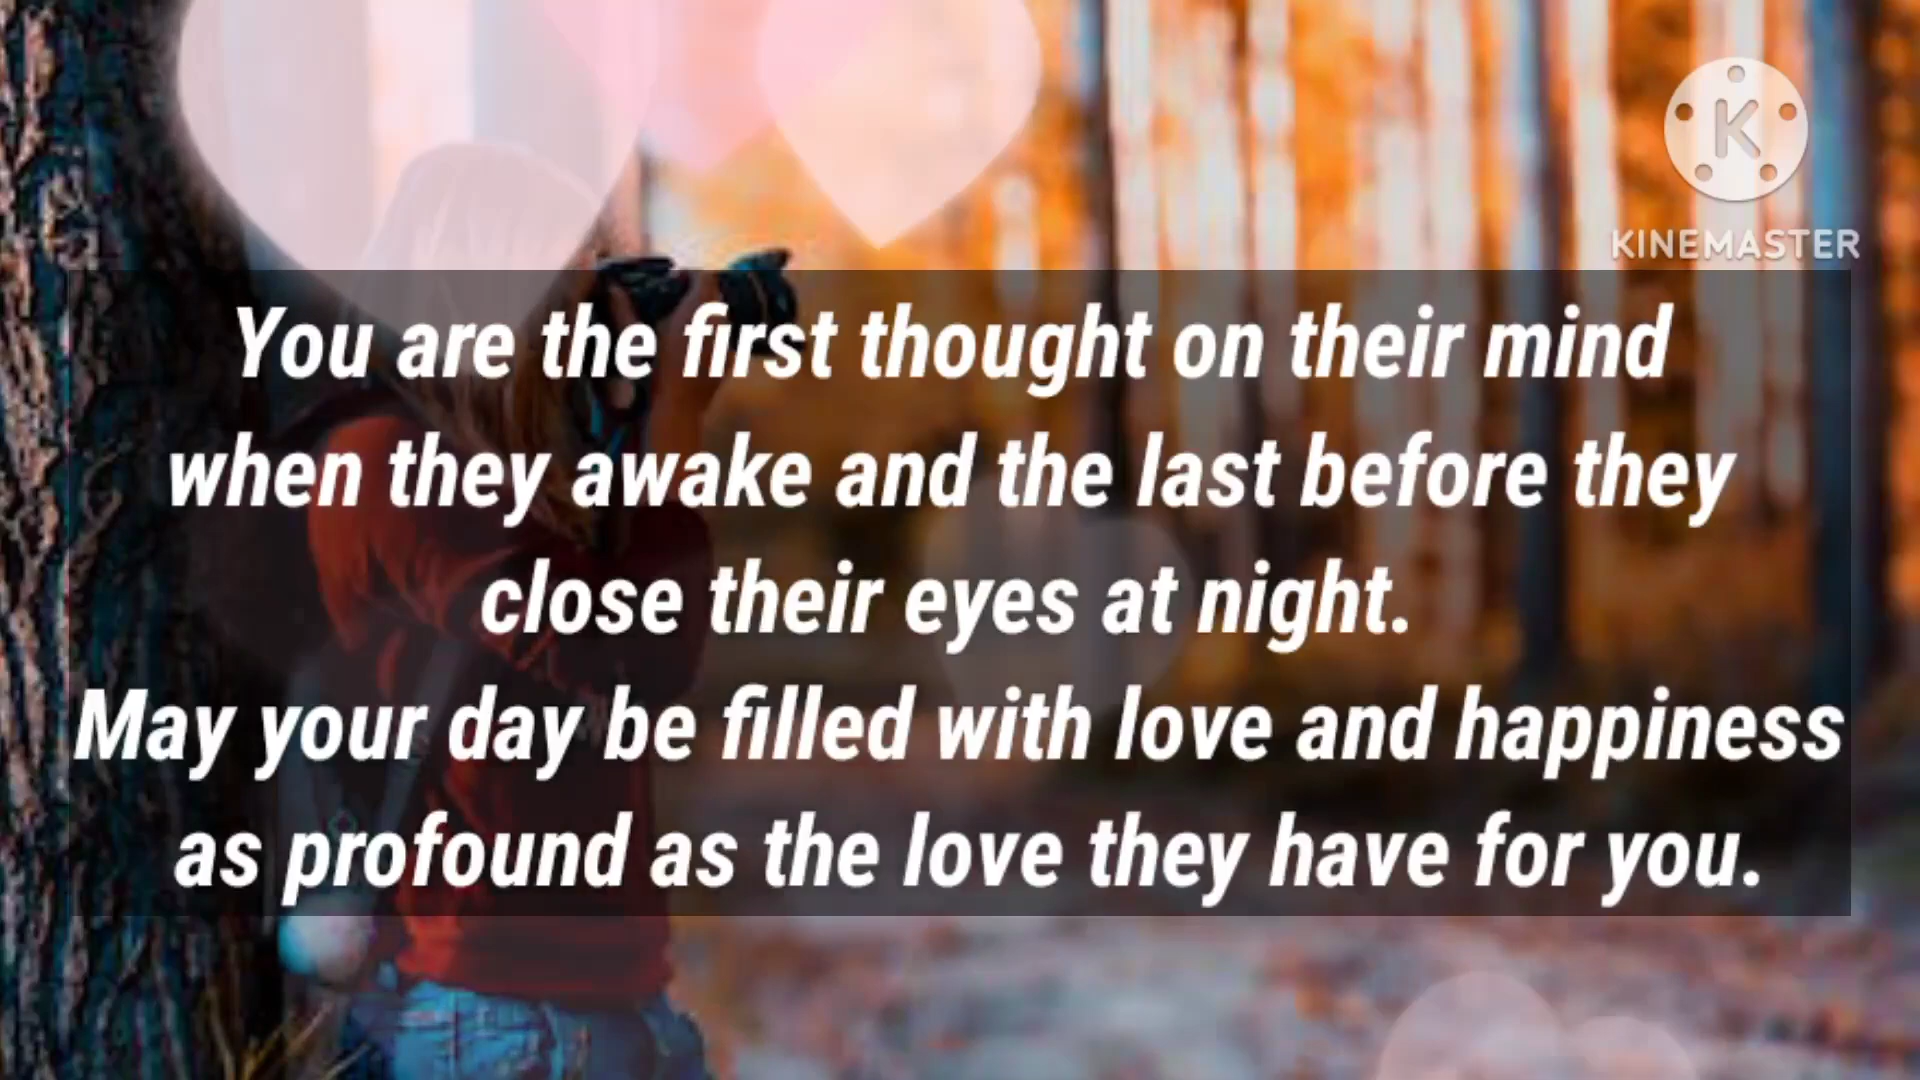 K
KINEMASTER
You are the first thought on their mind
when they awake and the last before they
close their eyes at night.
May your day be filled with love and happiness
as profound as the love they have for you.